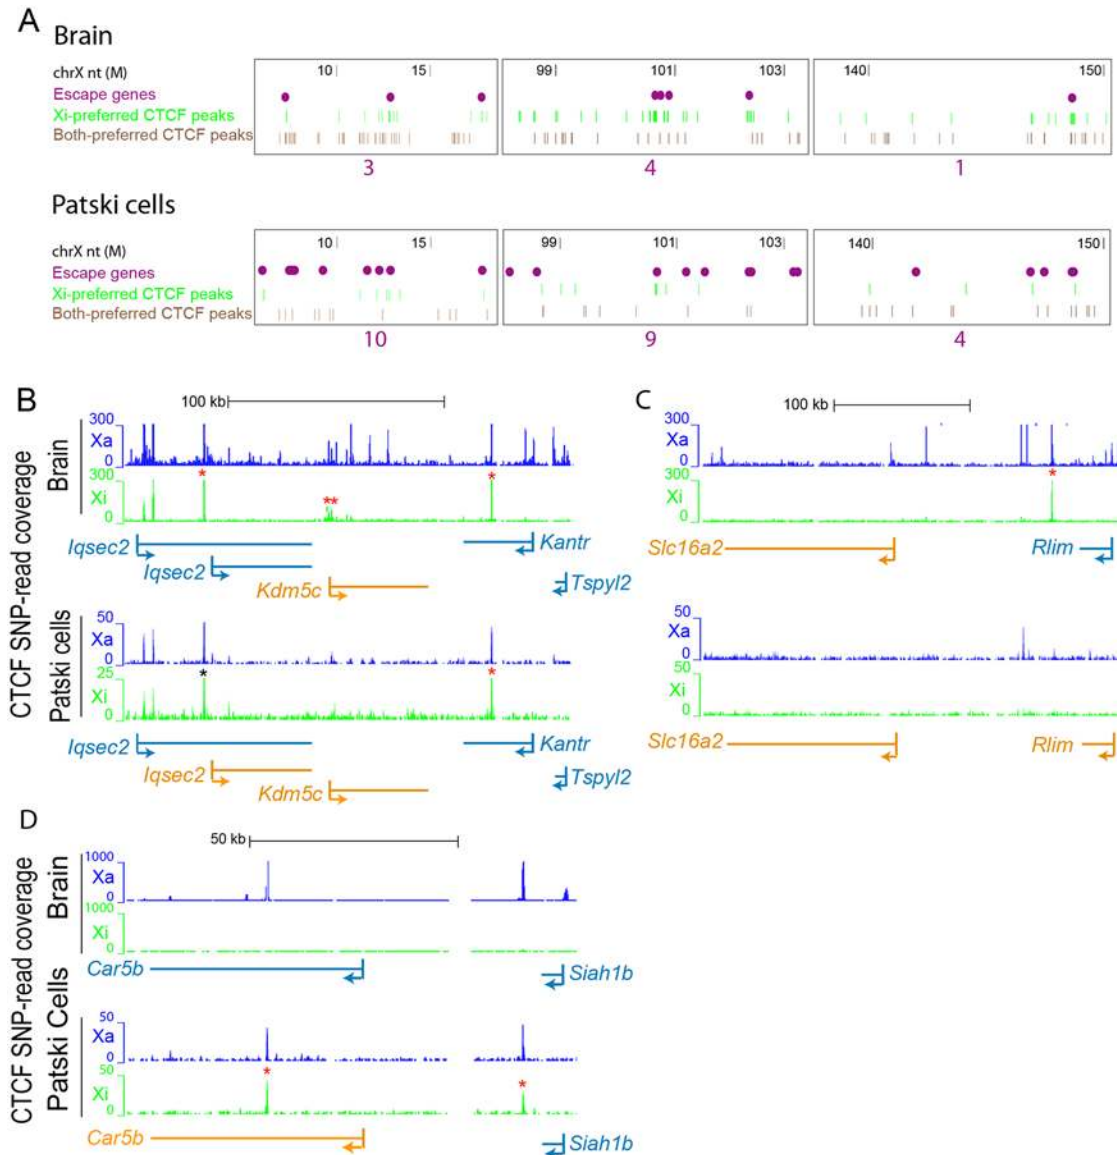 A
Brain
chrX nt (M) 10 15 99 101 103 140 150
Escape genes
Xi-preferred CTCF peaks
Both-preferred CTCF peaks
3 4 1
Patski cells
chrX nt (M) 10 15 99 101 103 140 150
Escape genes
Xi-preferred CTCF peaks
Both-preferred CTCF peaks
10 9 4
B
CTCF SNP-read coverage
Brain
100 kb
300
Xa
0
*
300
Xi
** *
0
Iqsec2 Kantr
Iqsec2 Kdm5c Tspyl2
Patski cells
50
Xa
0
* *
25
Xi
0
Iqsec2 Kantr
Iqsec2 Kdm5c Tspyl2
C
100 kb
300
Xa
0
*
300
Xi
0
Slc16a2 Rlim
50
Xa
0
50
Xi
0
Slc16a2 Rlim
D
CTCF SNP-read coverage
Brain
50 kb
1000
Xa
0
1000
Xi
0
Car5b Siah1b
Patski Cells
50
Xa
0
* *
50
Xi
0
Car5b Siah1b